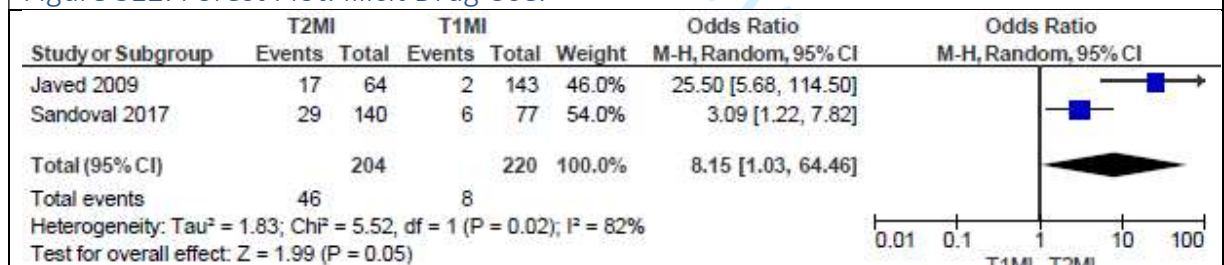 T2MI T1MI Odds Ratio Odds Ratio
Study or Subgroup Events Total Events Total Weight M-H, Random, 95% CI M-H, Random, 95% CI
Javed 2009 17 64 2 143 46.0% 25.50 [5.68, 114.50]
Sandoval 2017 29 140 6 77 54.0% 3.09 [1.22, 7.82]
Total (95% CI) 204 220 100.0% 8.15 [1.03, 64.46]
Total events 46 8
Heterogeneity: Tau² = 1.83; Chi² = 5.52, df = 1 (P = 0.02); I² = 82%
0.01 0.1 1 10 100
Test for overall effect: Z = 1.99 (P = 0.05)
T1MI T2MI